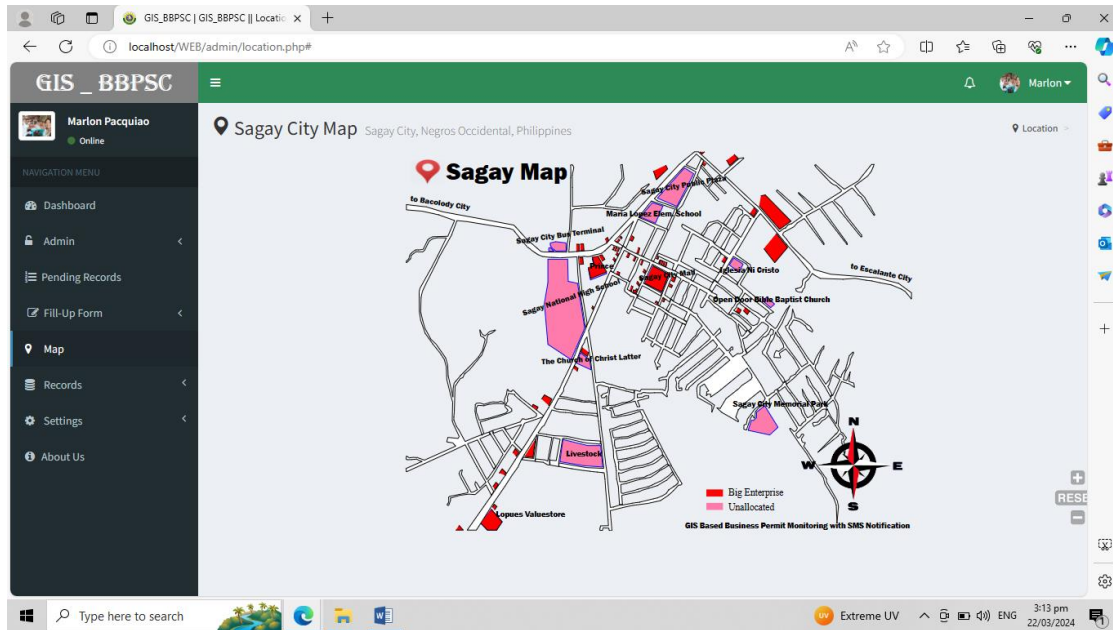 GIS_BBPSC | GIS_BBPSC || Locatio
localhost/WEB/admin/location.php#
GIS _ BBPSC
Marlon
Marlon Pacquiao
Online
Sagay City Map Sagay City, Negros Occidental, Philippines
Location >
NAVIGATION MENU
Dashboard
Admin
Pending Records
Fill-Up Form
Map
Records
Settings
About Us
Sagay Map
to Bacolody City
Sagay City Public Plaza
Maria Lopez Elem. School
Sagay City Bus Terminal
Prince
Sagay City Mall
Iglesia Ni Cristo
to Escalante City
Sagay National High School
Open Door Bible Baptist Church
The Church of Christ Latter
Sagay City Memorial Park
N
W
E
S
Livestock
Lopues Valuestore
Big Enterprise
Unallocated
GIS Based Business Permit Monitoring with SMS Notification
RESE
Type here to search
UV
Extreme UV
ENG
3:13 pm
22/03/2024
1